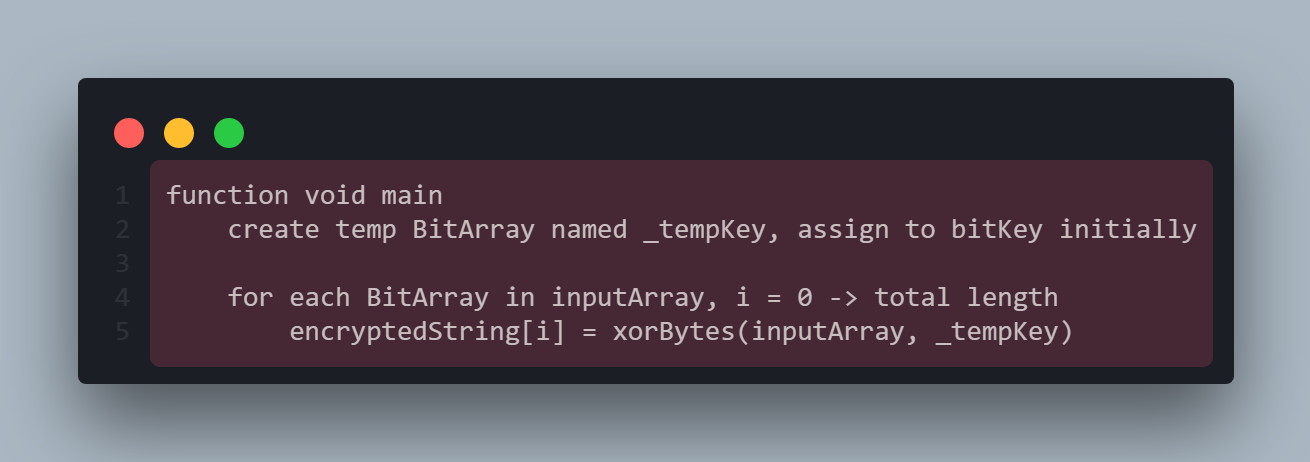 1 function void main
2     create temp BitArray named _tempKey, assign to bitKey initially
3
4     for each BitArray in inputArray, i = 0 -> total length
5         encryptedString[i] = xorBytes(inputArray, _tempKey)